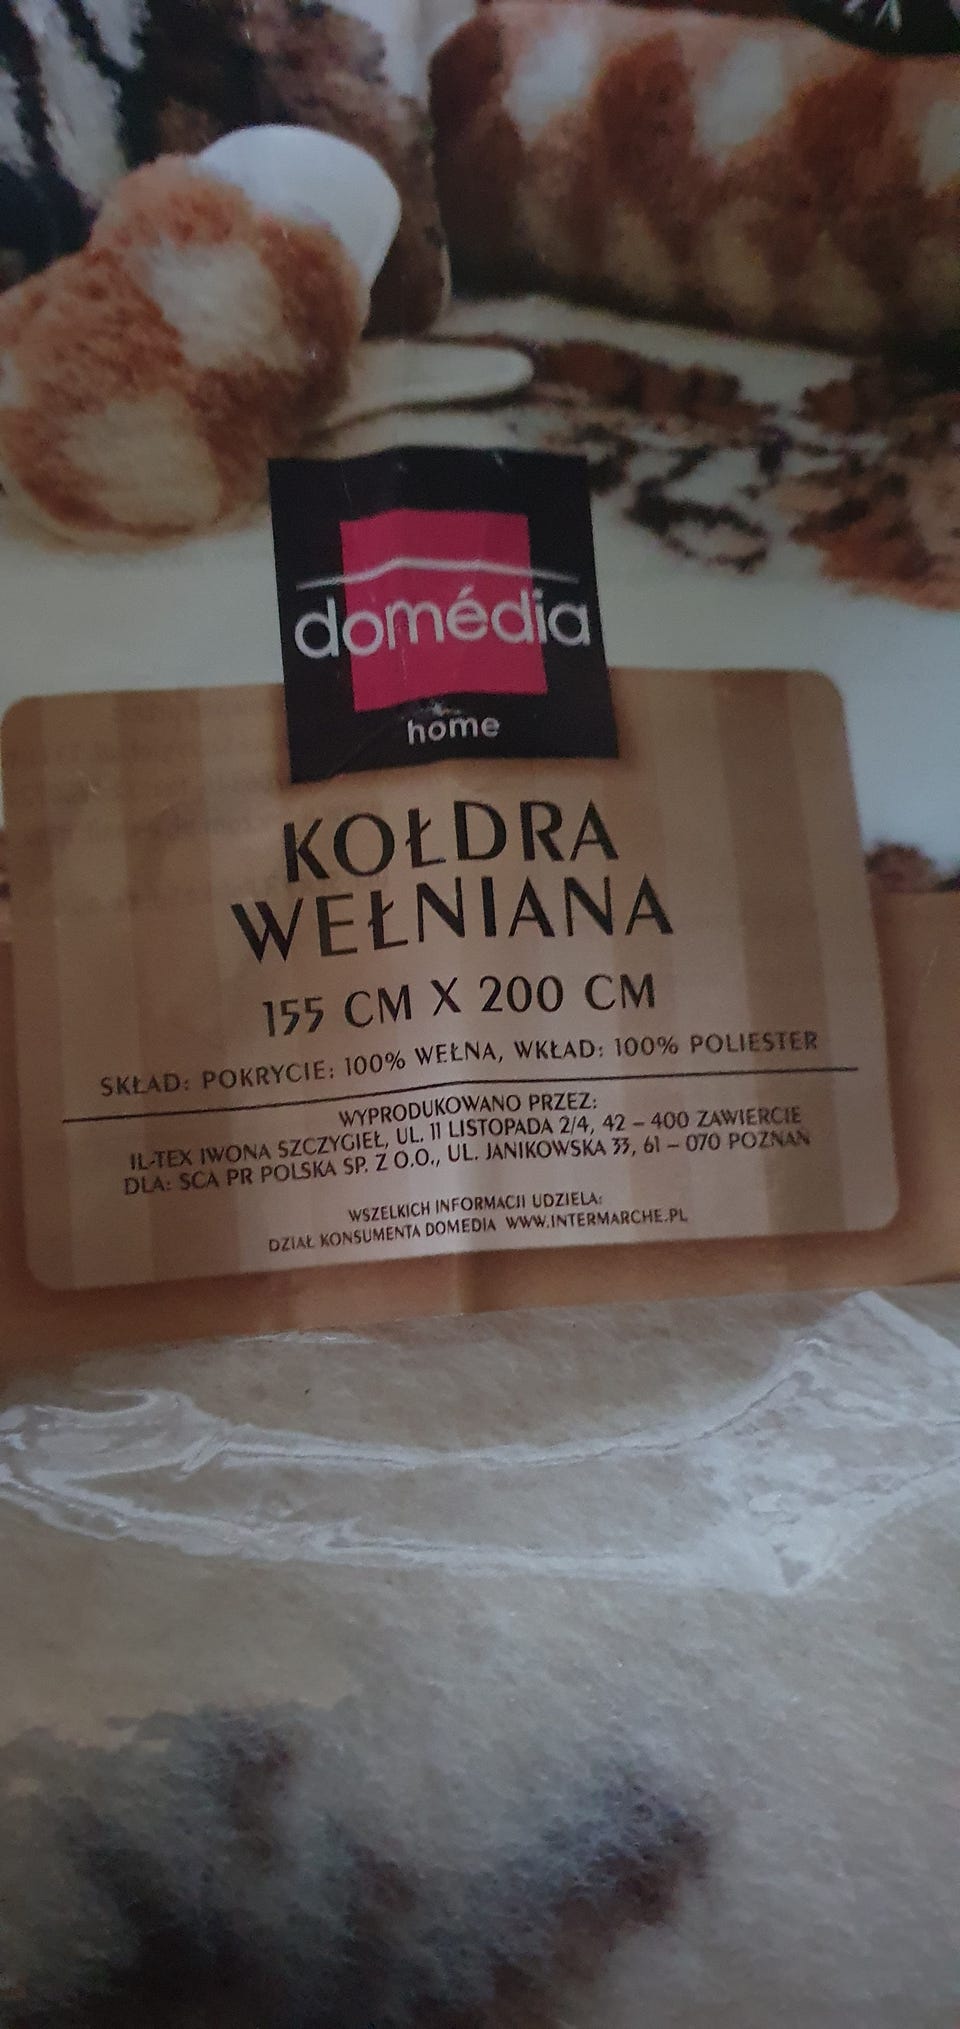 domédia
home
KOŁDRA
WEŁNIANA
155 CM X 200 CM
SKŁAD: POKRYCIE: 100% WEŁNA, WKŁAD: 100% POLIESTER
WYPRODUKOWANO PRZEZ:
IL-TEX IWONA SZCZYGIEŁ, UL. 11 LISTOPADA 2/4, 42 – 400 ZAWIERCIE
DLA: SCA PR POLSKA SP. Z O.O., UL. JANIKOWSKA 33, 61 – 070 POZNAŃ
WSZELKICH INFORMACJI UDZIELA:
DZIAŁ KONSUMENTA DOMEDIA WWW.INTERMARCHE.PL